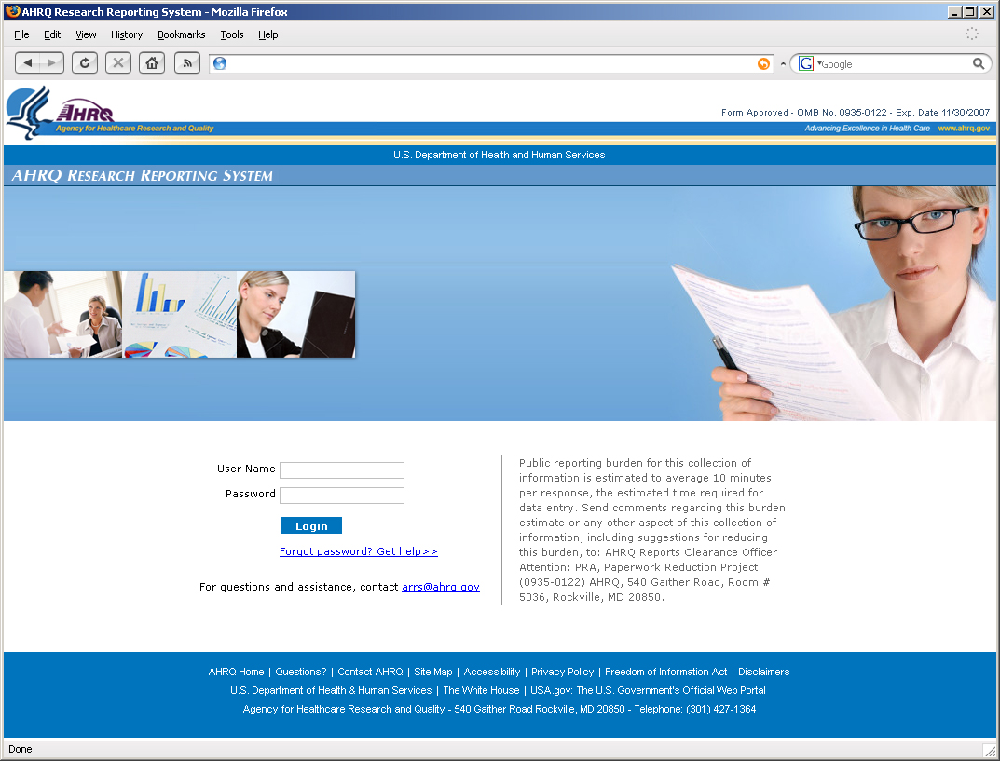 AHRQ Research Reporting System - Mozilla Firefox
File Edit View History Bookmarks Tools Help
Google
AHRQ
Agency for Healthcare Research and Quality
Form Approved - OMB No. 0935-0122 - Exp. Date 11/30/2007
Advancing Excellence in Health Care www.ahrq.gov
U.S. Department of Health and Human Services
AHRQ RESEARCH REPORTING SYSTEM
User Name
Password
Login
Forgot password? Get help>>
For questions and assistance, contact arrs@ahrq.gov
Public reporting burden for this collection of
information is estimated to average 10 minutes
per response, the estimated time required for
data entry. Send comments regarding this burden
estimate or any other aspect of this collection of
information, including suggestions for reducing
this burden, to: AHRQ Reports Clearance Officer
Attention: PRA, Paperwork Reduction Project
(0935-0122) AHRQ, 540 Gaither Road, Room #
5036, Rockville, MD 20850.
AHRQ Home | Questions? | Contact AHRQ | Site Map | Accessibility | Privacy Policy | Freedom of Information Act | Disclaimers
U.S. Department of Health & Human Services | The White House | USA.gov: The U.S. Government's Official Web Portal
Agency for Healthcare Research and Quality - 540 Gaither Road Rockville, MD 20850 - Telephone: (301) 427-1364
Done